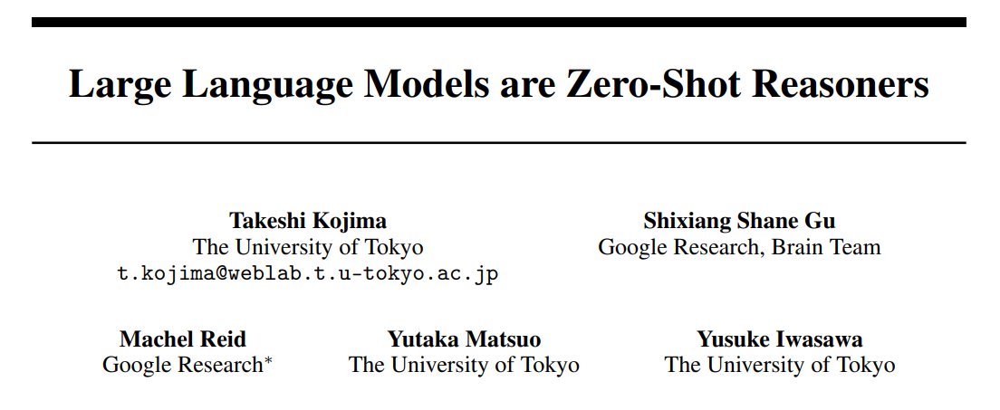 Large Language Models are Zero-Shot Reasoners
Takeshi Kojima
The University of Tokyo
t.kojima@weblab.t.u-tokyo.ac.jp
Shixiang Shane Gu
Google Research, Brain Team
Machel Reid
Google Research*
Yutaka Matsuo
The University of Tokyo
Yusuke Iwasawa
The University of Tokyo